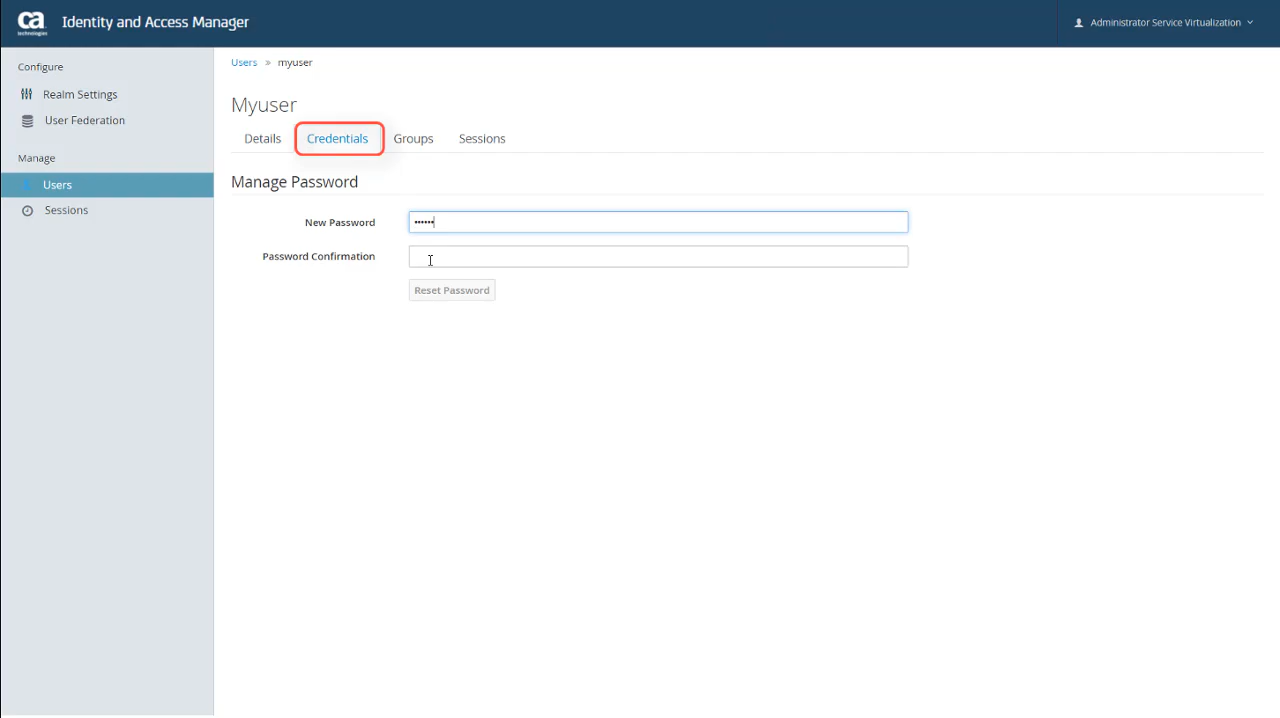 ca
technologies
Identity and Access Manager
Administrator Service Virtualization
Configure
Realm Settings
User Federation
Manage
Users
Sessions
Users » myuser
Myuser
Details Credentials Groups Sessions
Manage Password
New Password ••••••
Password Confirmation
Reset Password